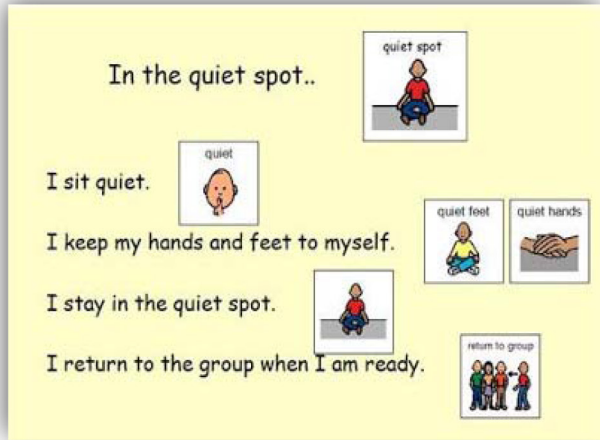 quiet spot
In the quiet spot..
quiet
I sit quiet.
quiet feet
quiet hands
I keep my hands and feet to myself.
I stay in the quiet spot.
return to group
I return to the group when I am ready.